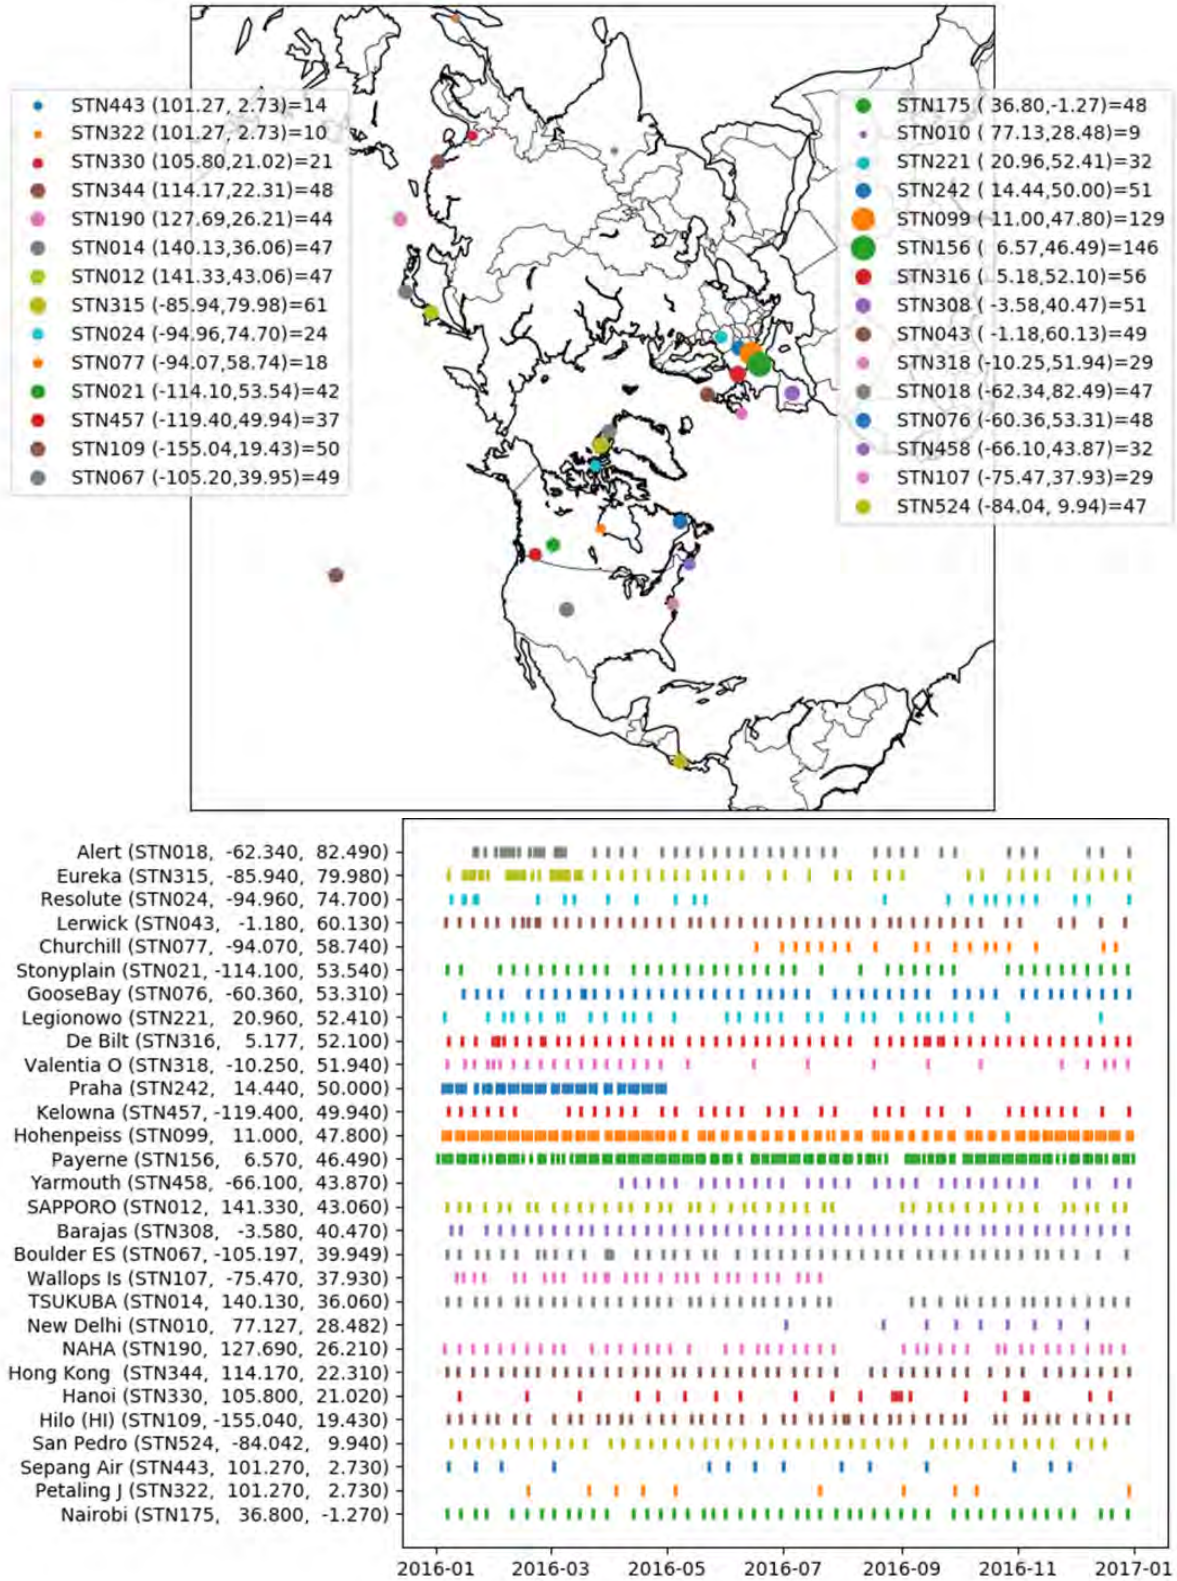 STN443 (101.27, 2.73)=14
STN322 (101.27, 2.73)=10
STN330 (105.80,21.02)=21
STN344 (114.17,22.31)=48
STN190 (127.69,26.21)=44
STN014 (140.13,36.06)=47
STN012 (141.33,43.06)=47
STN315 (-85.94,79.98)=61
STN024 (-94.96,74.70)=24
STN077 (-94.07,58.74)=18
STN021 (-114.10,53.54)=42
STN457 (-119.40,49.94)=37
STN109 (-155.04,19.43)=50
STN067 (-105.20,39.95)=49
STN175 ( 36.80,-1.27)=48
STN010 ( 77.13,28.48)=9
STN221 ( 20.96,52.41)=32
STN242 ( 14.44,50.00)=51
STN099 ( 11.00,47.80)=129
STN156 ( 6.57,46.49)=146
STN316 ( 5.18,52.10)=56
STN308 ( -3.58,40.47)=51
STN043 ( -1.18,60.13)=49
STN318 (-10.25,51.94)=29
STN018 (-62.34,82.49)=47
STN076 (-60.36,53.31)=48
STN458 (-66.10,43.87)=32
STN107 (-75.47,37.93)=29
STN524 (-84.04, 9.94)=47
Alert (STN018, -62.340, 82.490)
Eureka (STN315, -85.940, 79.980)
Resolute (STN024, -94.960, 74.700)
Lerwick (STN043, -1.180, 60.130)
Churchill (STN077, -94.070, 58.740)
Stonyplain (STN021, -114.100, 53.540)
GooseBay (STN076, -60.360, 53.310)
Legionowo (STN221, 20.960, 52.410)
De Bilt (STN316, 5.177, 52.100)
Valentia O (STN318, -10.250, 51.940)
Praha (STN242, 14.440, 50.000)
Kelowna (STN457, -119.400, 49.940)
Hohenpeiss (STN099, 11.000, 47.800)
Payerne (STN156, 6.570, 46.490)
Yarmouth (STN458, -66.100, 43.870)
SAPPORO (STN012, 141.330, 43.060)
Barajas (STN308, -3.580, 40.470)
Boulder ES (STN067, -105.197, 39.949)
Wallops Is (STN107, -75.470, 37.930)
TSUKUBA (STN014, 140.130, 36.060)
New Delhi (STN010, 77.127, 28.482)
NAHA (STN190, 127.690, 26.210)
Hong Kong (STN344, 114.170, 22.310)
Hanoi (STN330, 105.800, 21.020)
Hilo (HI) (STN109, -155.040, 19.430)
San Pedro (STN524, -84.042, 9.940)
Sepang Air (STN443, 101.270, 2.730)
Petaling J (STN322, 101.270, 2.730)
Nairobi (STN175, 36.800, -1.270)
2016-01 2016-03 2016-05 2016-07 2016-09 2016-11 2017-01